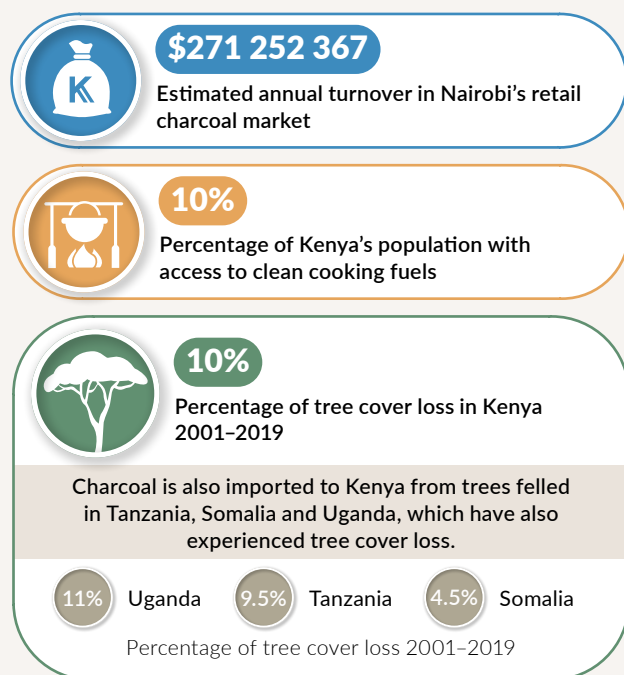 $271 252 367
K
Estimated annual turnover in Nairobi’s retail
charcoal market
10%
Percentage of Kenya’s population with
access to clean cooking fuels
10%
Percentage of tree cover loss in Kenya
2001–2019
Charcoal is also imported to Kenya from trees felled
in Tanzania, Somalia and Uganda, which have also
experienced tree cover loss.
11% Uganda 9.5% Tanzania 4.5% Somalia
Percentage of tree cover loss 2001–2019